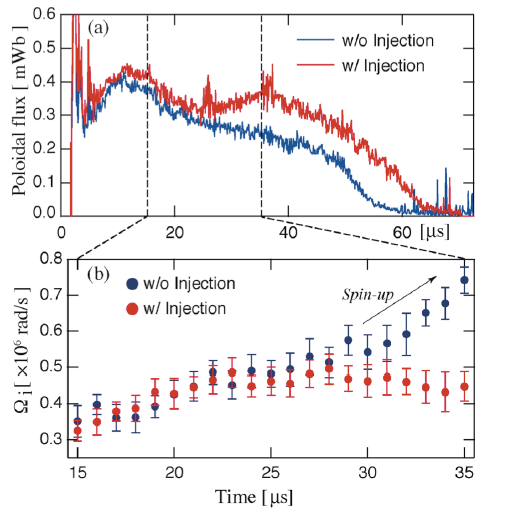 (a)
w/o Injection
w/ Injection
Poloidal flux [ mWb]
0.6
0.5
0.4
0.3
0.2
0.1
0.0
0 20 40 60 [μs]
(b)
w/o Injection
w/ Injection
Spin-up
Ωi [ ×10⁶ rad/s]
0.8
0.7
0.6
0.5
0.4
0.3
15 20 25 30 35
Time [μs]